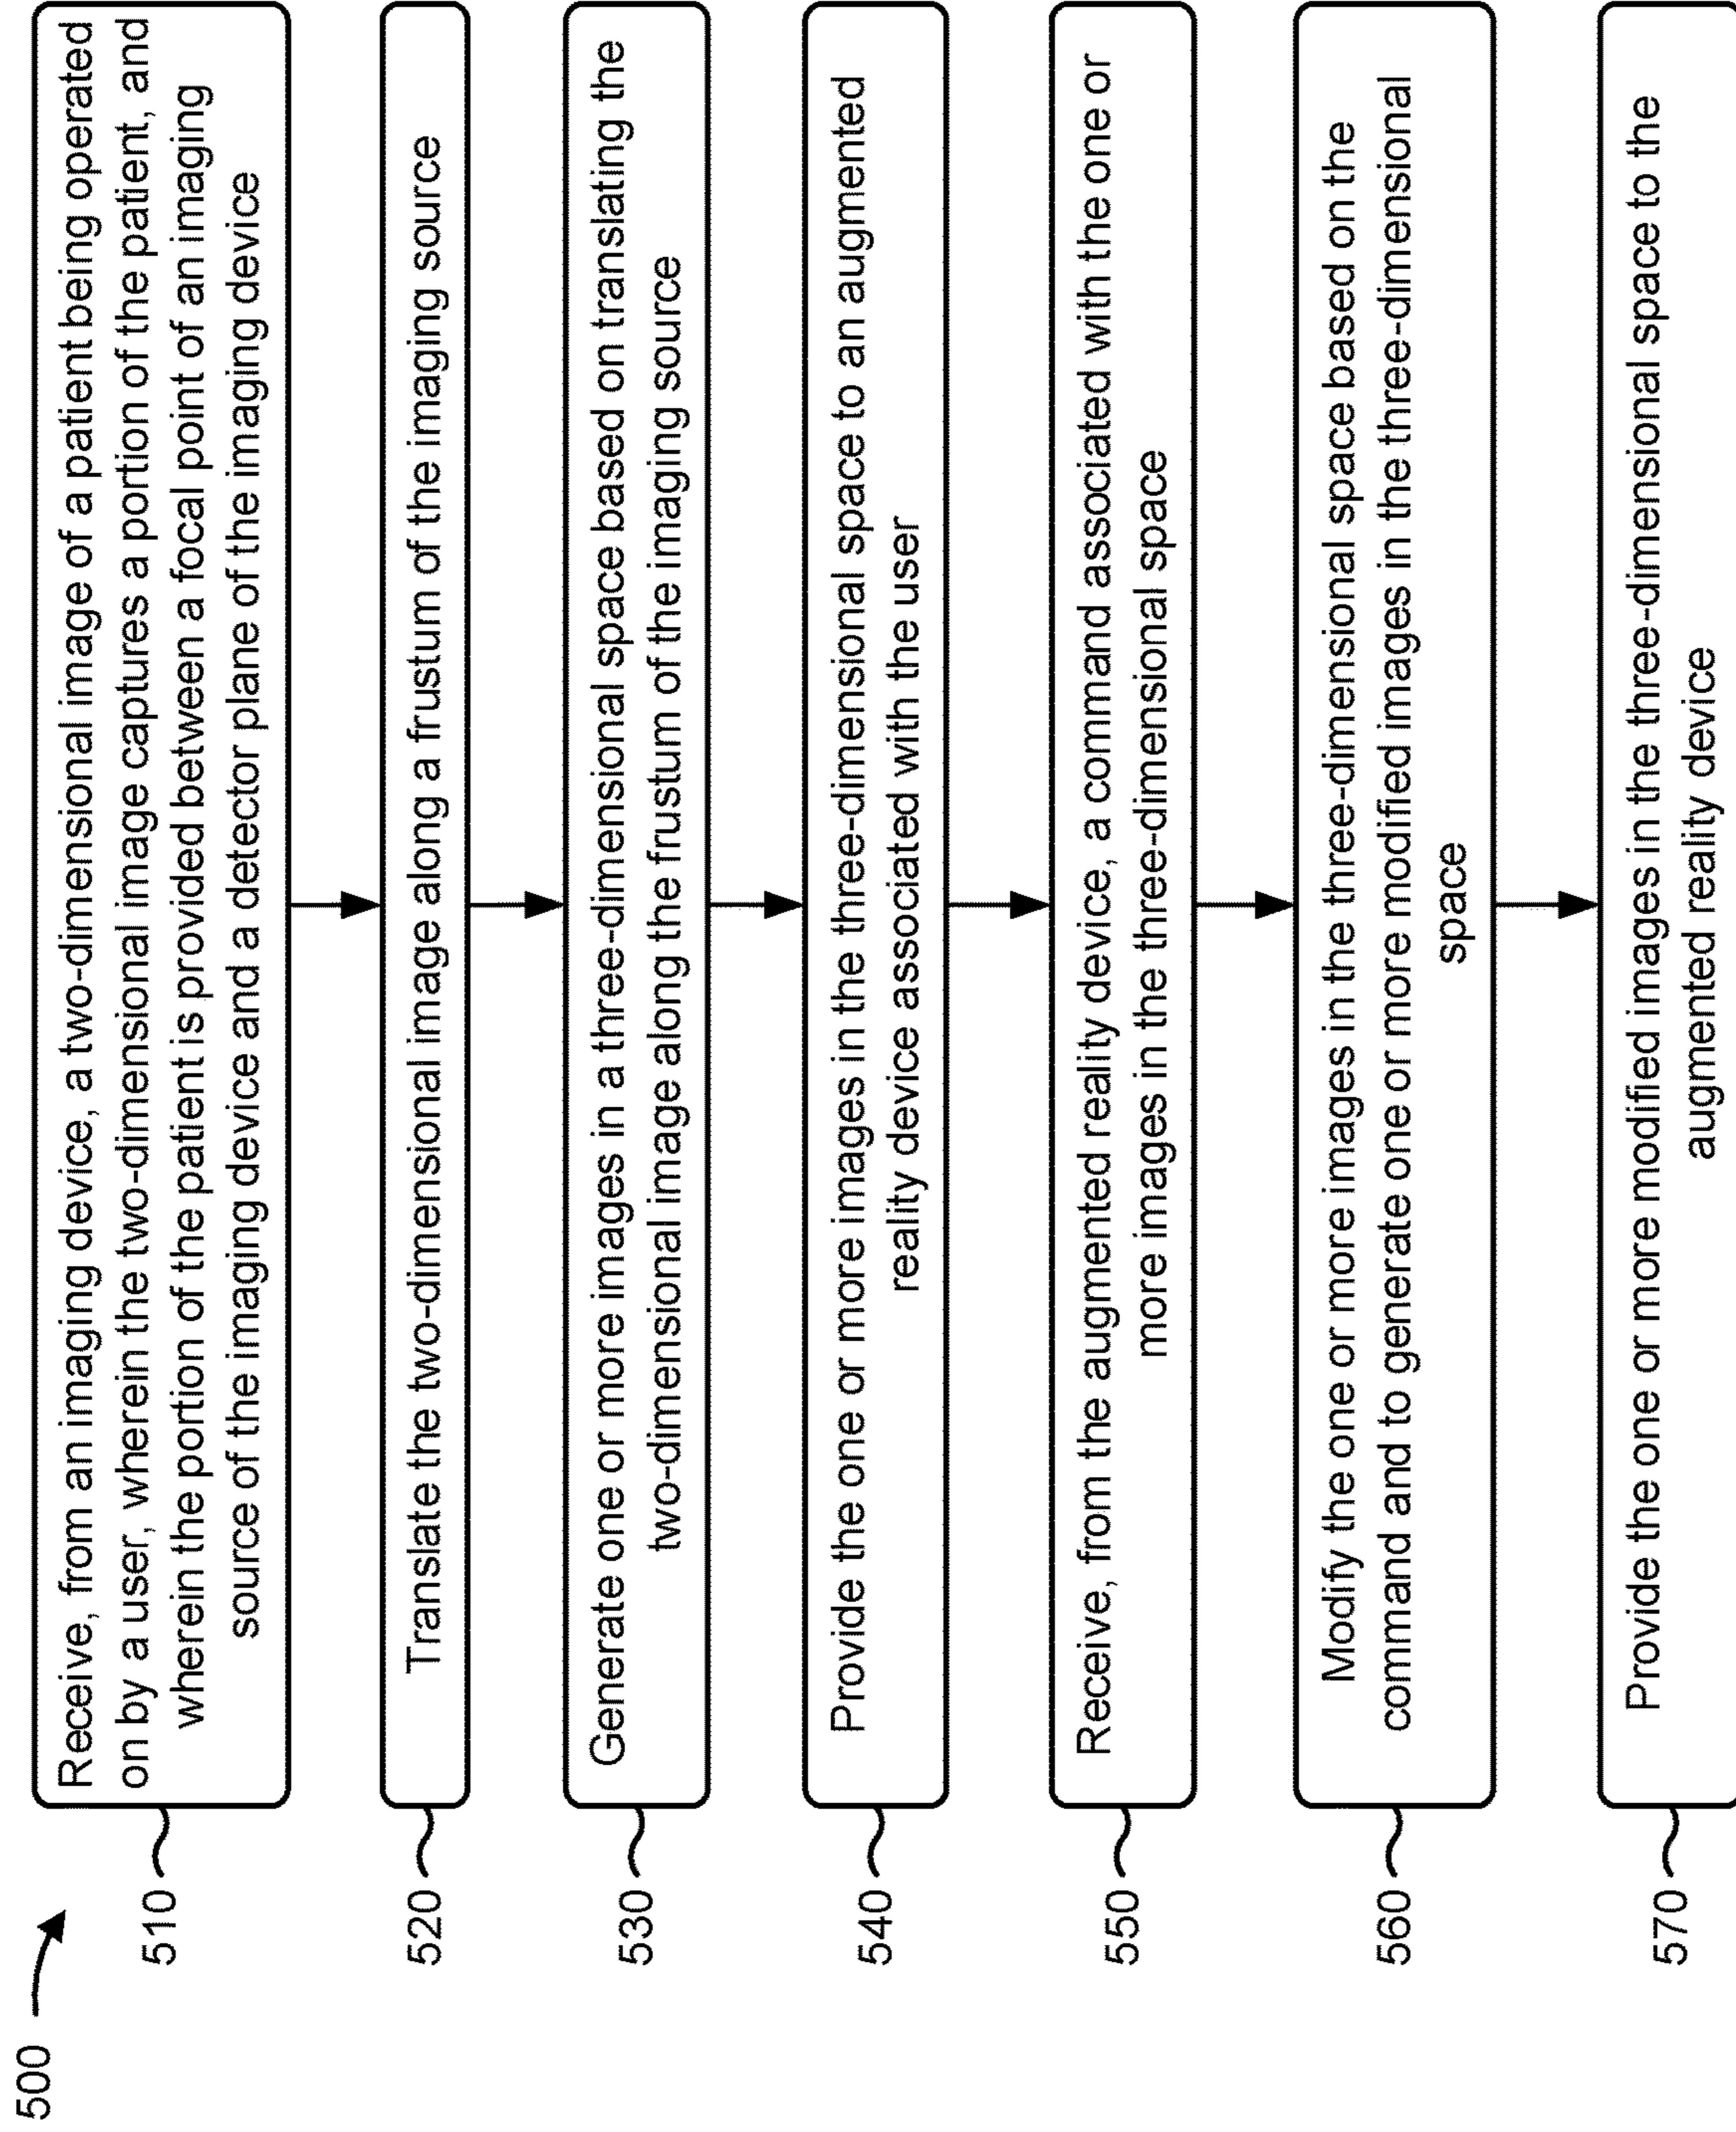 500
510
Receive, from an imaging device, a two-dimensional image of a patient being operated
on by a user, wherein the two-dimensional image captures a portion of the patient, and
wherein the portion of the patient is provided between a focal point of an imaging
source of the imaging device and a detector plane of the imaging device
520
Translate the two-dimensional image along a frustum of the imaging source
530
Generate one or more images in a three-dimensional space based on translating the
two-dimensional image along the frustum of the imaging source
540
Provide the one or more images in the three-dimensional space to an augmented
reality device associated with the user
550
Receive, from the augmented reality device, a command associated with the one or
more images in the three-dimensional space
560
Modify the one or more images in the three-dimensional space based on the
command and to generate one or more modified images in the three-dimensional
space
570
Provide the one or more modified images in the three-dimensional space to the
augmented reality device